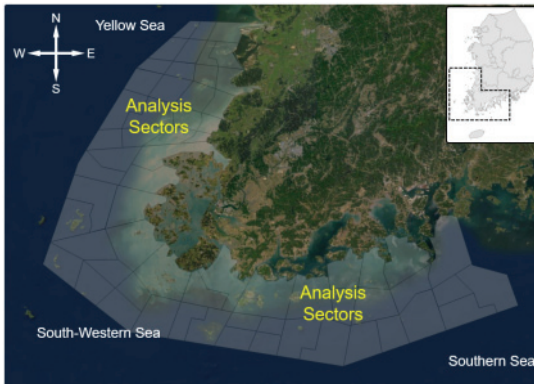 Yellow Sea
N
W E
S
Analysis
Sectors
Analysis
Sectors
South-Western Sea
Southern Sea